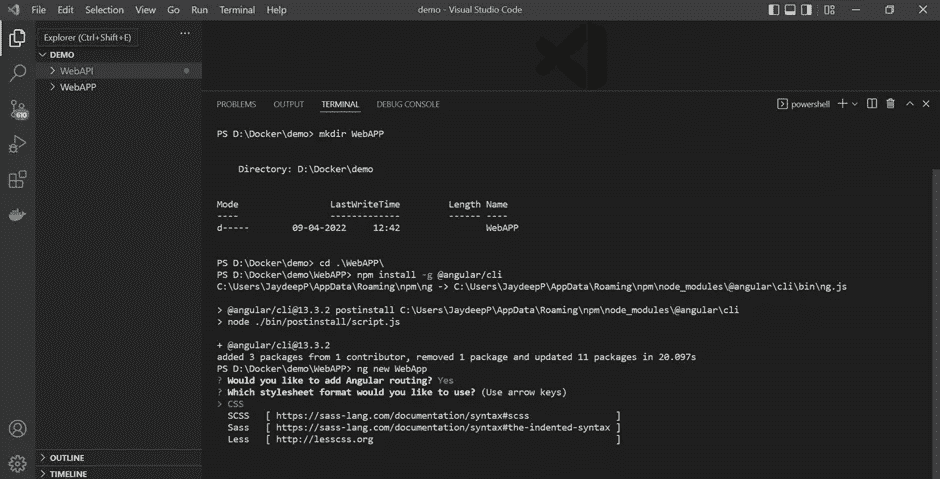 File Edit Selection View Go Run Terminal Help
demo - Visual Studio Code
Explorer (Ctrl+Shift+E)
DEMO
WebAPI
WebAPP
610
OUTLINE
TIMELINE
PROBLEMS OUTPUT TERMINAL DEBUG CONSOLE
powershell
PS D:\Docker\demo> mkdir WebAPP
Directory: D:\Docker\demo
Mode LastWriteTime Length Name
---- ------------- ------ ----
d----- 09-04-2022 12:42 WebAPP
PS D:\Docker\demo> cd .\WebAPP\
PS D:\Docker\demo\WebAPP> npm install -g @angular/cli
C:\Users\JaydeepP\AppData\Roaming\npm\ng -> C:\Users\JaydeepP\AppData\Roaming\npm\node_modules\@angular\cli\bin\ng.js
> @angular/cli@13.3.2 postinstall C:\Users\JaydeepP\AppData\Roaming\npm\node_modules\@angular\cli
> node ./bin/postinstall/script.js
+ @angular/cli@13.3.2
added 3 packages from 1 contributor, removed 1 package and updated 11 packages in 20.097s
PS D:\Docker\demo\WebAPP> ng new WebApp
? Would you like to add Angular routing? Yes
? Which stylesheet format would you like to use? (Use arrow keys)
> CSS
SCSS [ https://sass-lang.com/documentation/syntax#scss ]
Sass [ https://sass-lang.com/documentation/syntax#the-indented-syntax ]
Less [ http://lesscss.org ]